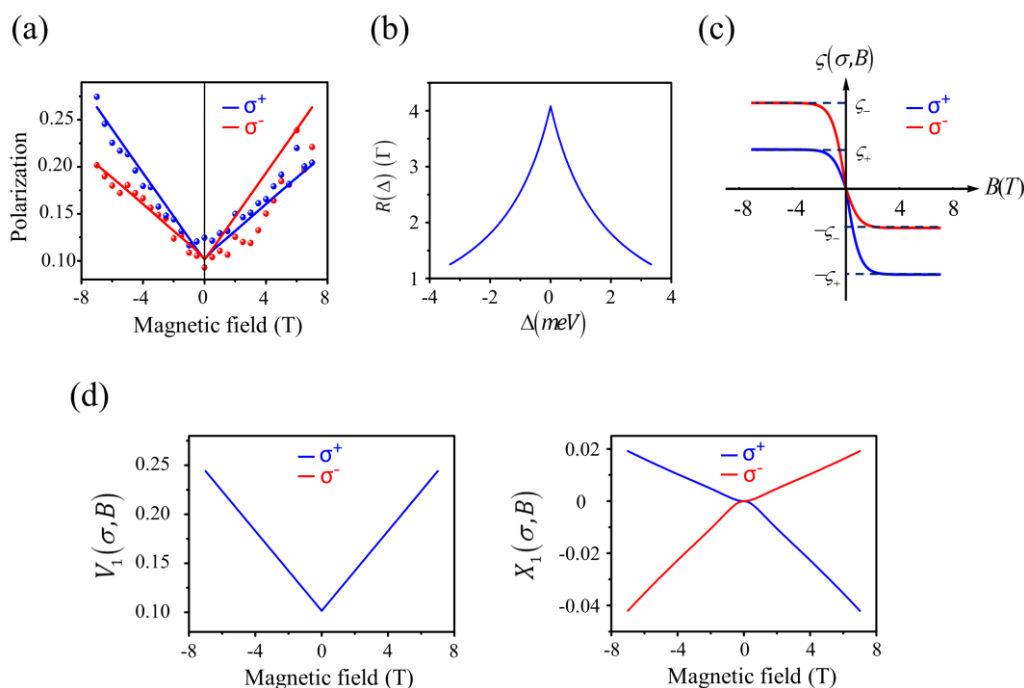 (a)
Polarization
0.25
0.20
0.15
0.10
σ⁺
σ⁻
-8 -4 0 4 8
Magnetic field (T)
(b)
R(Δ) (Γ)
4
3
2
1
-4 -2 0 2 4
Δ(meV)
(c)
ς(σ,B)
ς₋
ς₊
σ⁺
σ⁻
B(T)
-8 -4 4 8
-ς₋
-ς₊
(d)
V₁(σ,B)
0.25
0.20
0.15
0.10
σ⁺
σ⁻
-8 -4 0 4 8
Magnetic field (T)
X₁(σ,B)
0.02
0
-0.02
-0.04
σ⁺
σ⁻
-8 -4 0 4 8
Magnetic field (T)